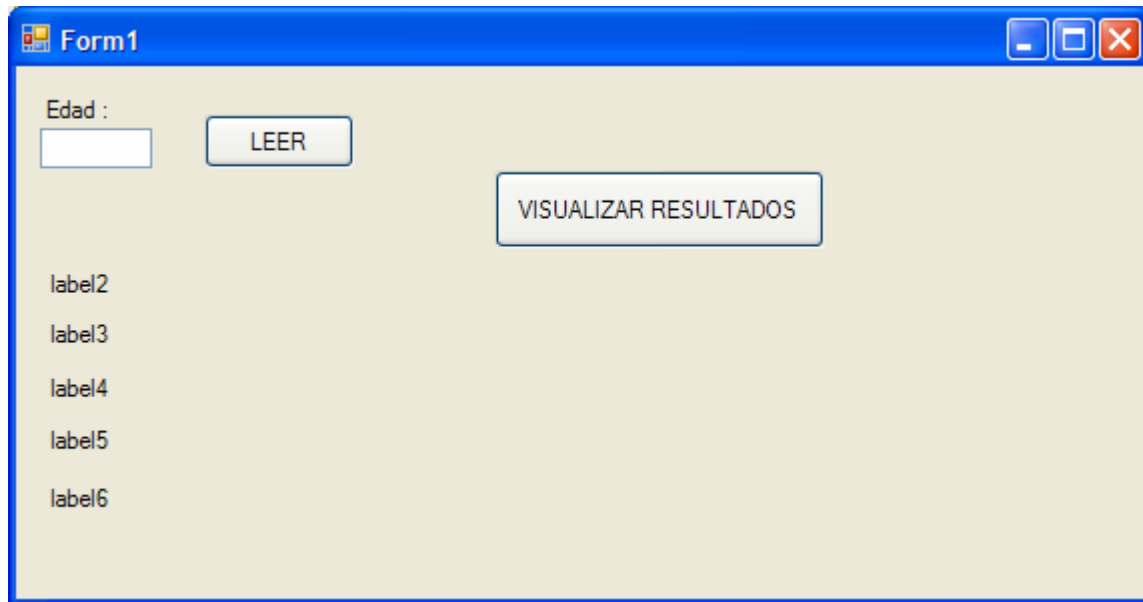 Form1
Edad :
LEER
VISUALIZAR RESULTADOS
label2
label3
label4
label5
label6